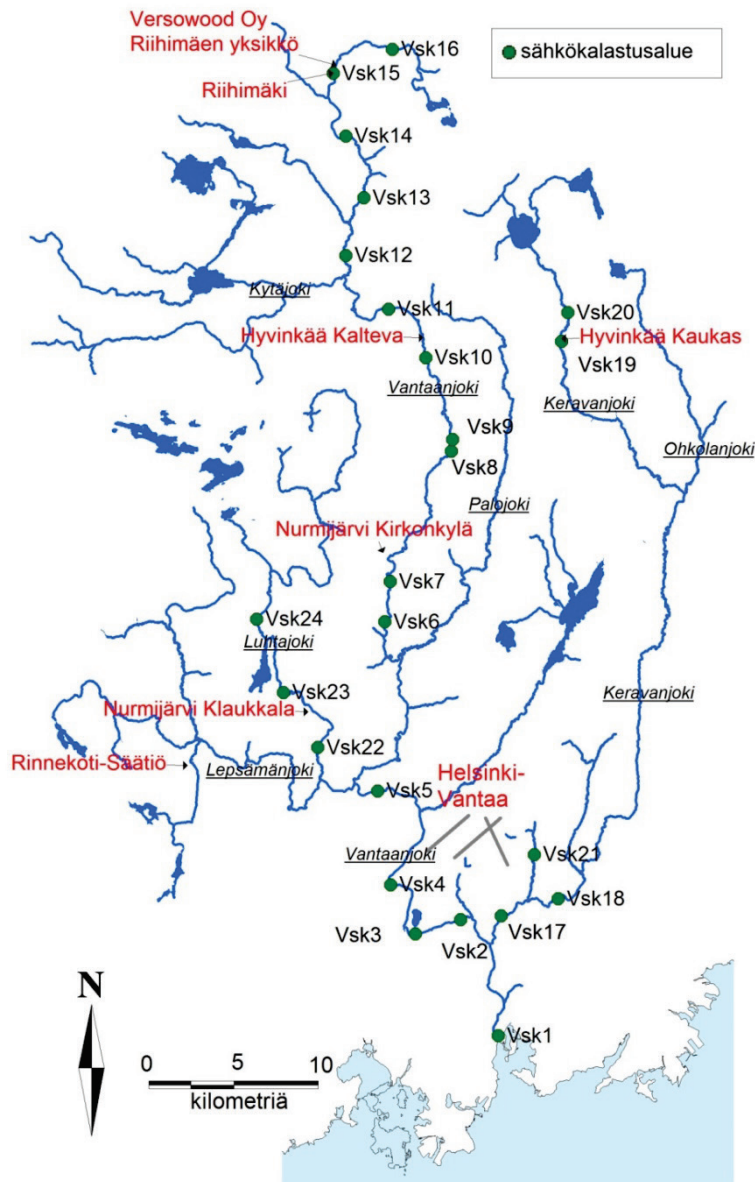 Versowood Oy
Riihimäen yksikkö
Vsk16
sähkökalastusalue
Vsk15
Riihimäki
Vsk14
Vsk13
Vsk12
Kytäjoki
Vsk11
Vsk20
Hyvinkää Kalteva
Hyvinkää Kaukas
Vsk10
Vsk19
Vantaanjoki
Keravanjoki
Vsk9
Ohkolanjoki
Vsk8
Palojoki
Nurmijärvi Kirkonkylä
Vsk7
Vsk24
Vsk6
Luhtajoki
Vsk23
Keravanjoki
Nurmijärvi Klaukkala
Vsk22
Rinnekoti-Säätiö
Lepsämänjoki
Helsinki-
Vantaa
Vsk5
Vantaanjoki
Vsk21
Vsk4
Vsk18
Vsk3
Vsk2
Vsk17
N
Vsk1
0 5 10
kilometriä